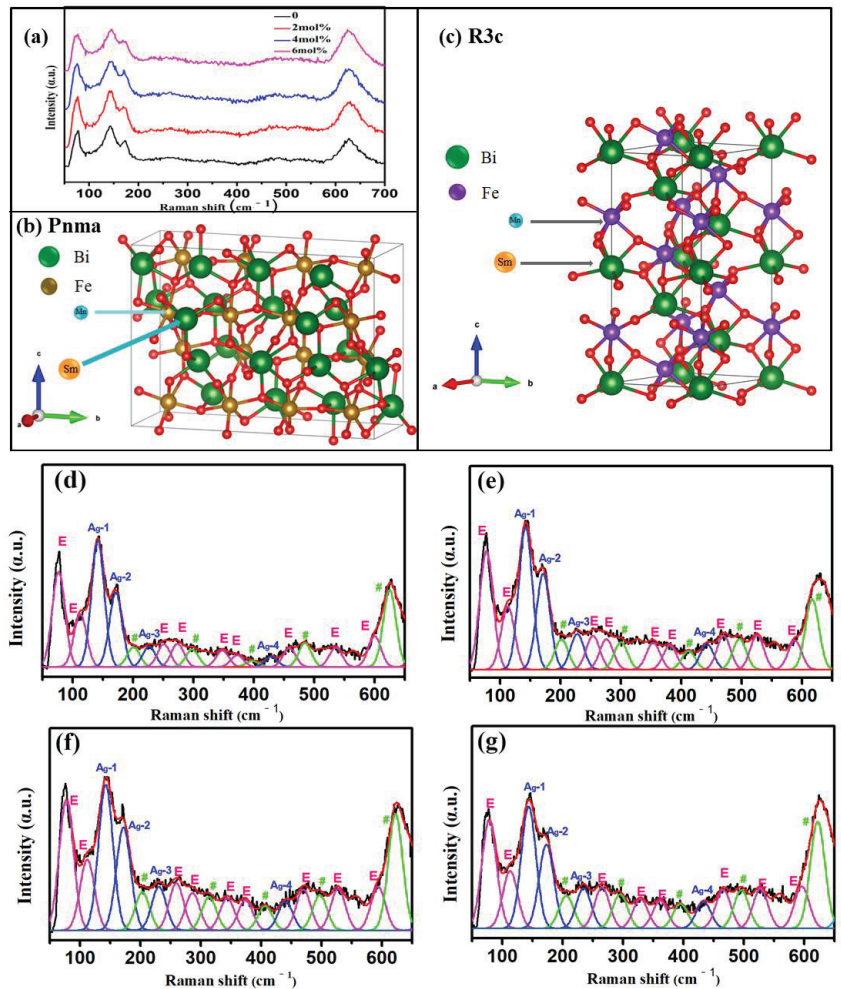 (a)
0
2mol%
4mol%
6mol%
Intensity (α.u.)
100 200 300 400 500 600 700
Raman shift (cm⁻¹)
(b) Pnma
Bi
Fe
Mn
Sm
c
a
b
(c) R3c
Bi
Fe
Mn
Sm
c
a
b
(d)
E
E
Ag-1
Ag-2
#
Ag-3
E E
#
E
E
#
Ag-4
E
#
E
E
#
Intensity (α.u.)
100 200 300 400 500 600
Raman shift (cm⁻¹)
(e)
E
E
Ag-1
Ag-2
#
Ag-3
E E
#
E
E
#
Ag-4
E
#
E
E
#
Intensity (α.u.)
100 200 300 400 500 600
Raman shift (cm⁻¹)
(f)
E
E
Ag-1
Ag-2
#
Ag-3
E
E
#
E
E
#
Ag-4
E
#
E
E
#
Intensity (α.u.)
100 200 300 400 500 600
Raman shift (cm⁻¹)
(g)
E
E
Ag-1
Ag-2
#
Ag-3
E
#
E
E
#
Ag-4
E
#
E
E
#
Intensity (α.u.)
100 200 300 400 500 600
Raman shift (cm⁻¹)